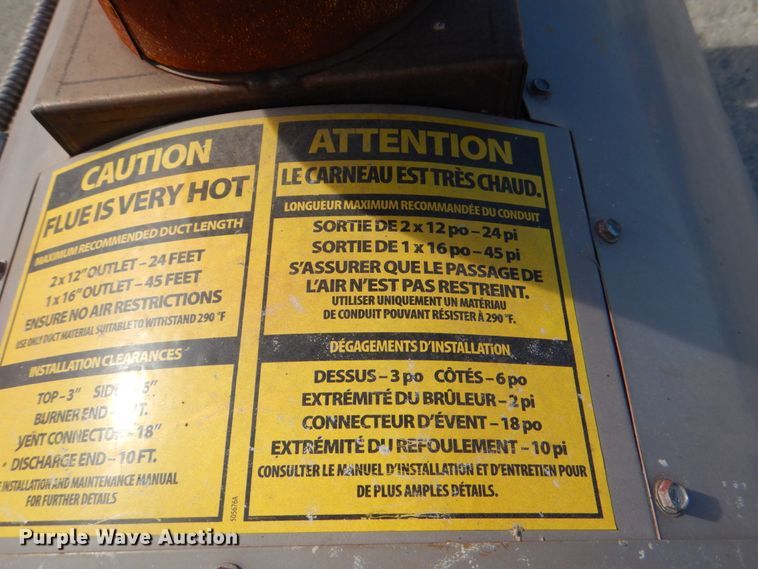 CAUTION
FLUE IS VERY HOT
MAXIMUM RECOMMENDED DUCT LENGTH
2 x 12" OUTLET – 24 FEET
1 x 16" OUTLET – 45 FEET
ENSURE NO AIR RESTRICTIONS
USE ONLY DUCT MATERIAL SUITABLE TO WITHSTAND 290 °F
INSTALLATION CLEARANCES
TOP – 3"
BURNER END –
VENT CONNECTOR – 18"
DISCHARGE END – 10 FT.
INSTALLATION AND MAINTENANCE MANUAL
FOR FURTHER DETAILS
ATTENTION
LE CARNEAU EST TRÈS CHAUD.
LONGUEUR MAXIMUM RECOMMANDÉE DU CONDUIT
SORTIE DE 2 x 12 po – 24 pi
SORTIE DE 1 x 16 po – 45 pi
S'ASSURER QUE LE PASSAGE DE
L'AIR N'EST PAS RESTREINT.
UTILISER UNIQUEMENT UN MATÉRIAU
DE CONDUIT POUVANT RÉSISTER À 290 °F.
DÉGAGEMENTS D'INSTALLATION
DESSUS – 3 po CÔTÉS – 6 po
EXTRÉMITÉ DU BRÛLEUR – 2 pi
CONNECTEUR D'ÉVENT – 18 po
EXTRÉMITÉ DU REFOULEMENT – 10 pi
CONSULTER LE MANUEL D'INSTALLATION ET D'ENTRETIEN POUR
DE PLUS AMPLES DÉTAILS.
505676A
Purple Wave Auction